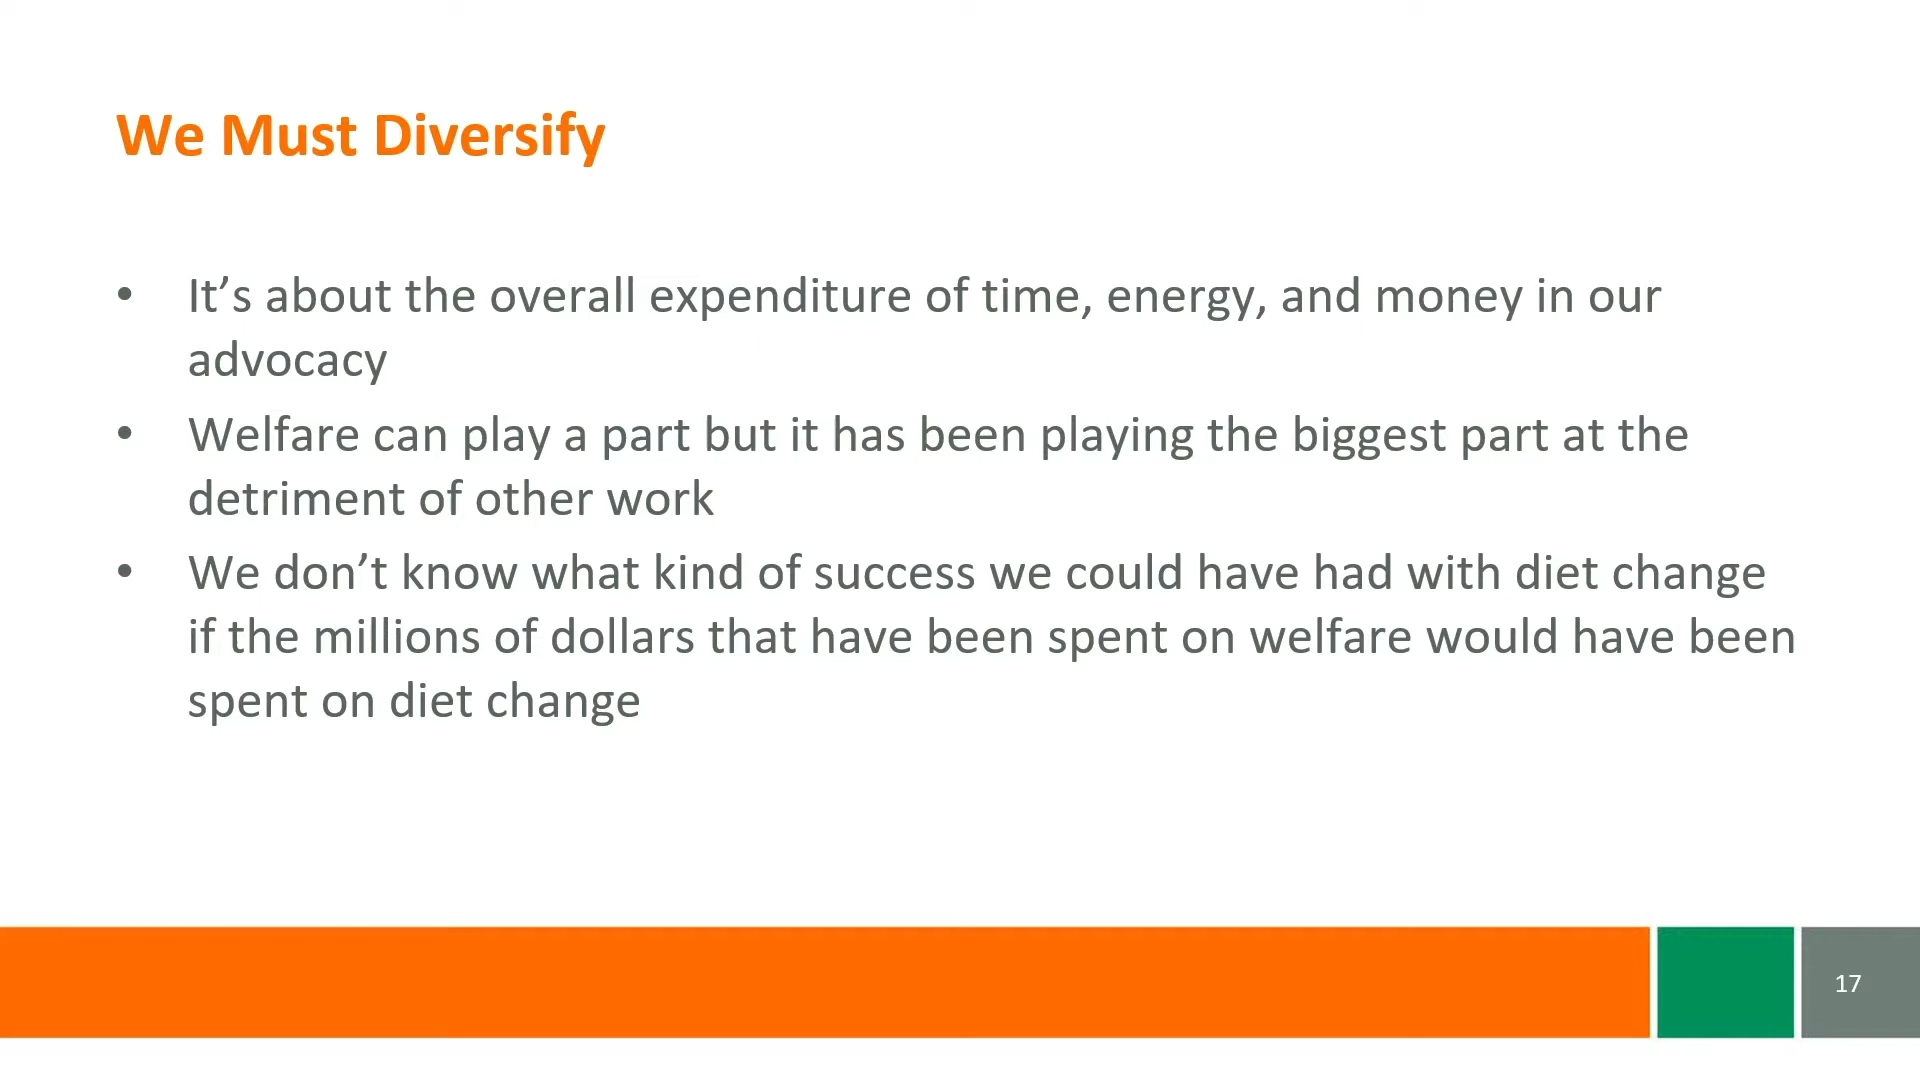 We Must Diversify
• It’s about the overall expenditure of time, energy, and money in our
advocacy
• Welfare can play a part but it has been playing the biggest part at the
detriment of other work
• We don’t know what kind of success we could have had with diet change
if the millions of dollars that have been spent on welfare would have been
spent on diet change
17